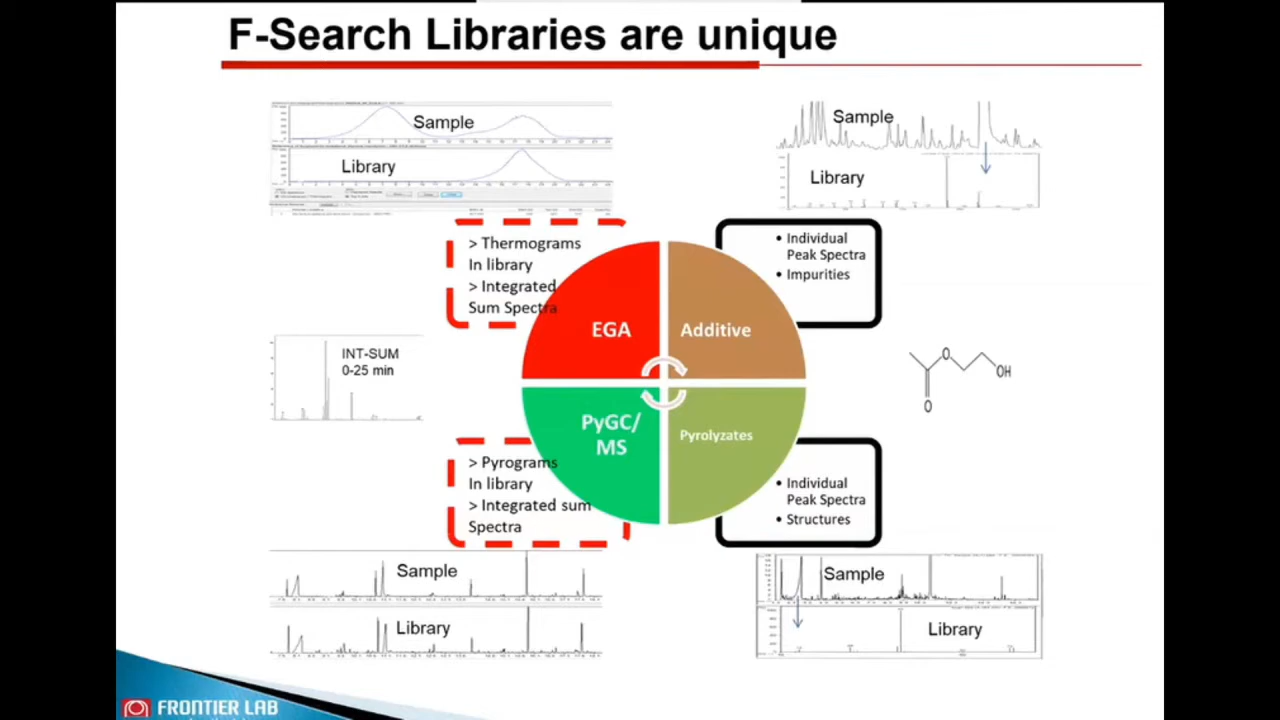 F-Search Libraries are unique
Sample
Library
Sample
Library
> Thermograms
In library
> Integrated
Sum Spectra
• Individual
Peak Spectra
• Impurities
EGA
Additive
INT-SUM
0-25 min
O
OH
O
PyGC/
MS
Pyrolyzates
> Pyrograms
In library
> Integrated sum
Spectra
• Individual
Peak Spectra
• Structures
Sample
Library
Sample
Library
FRONTIER LAB